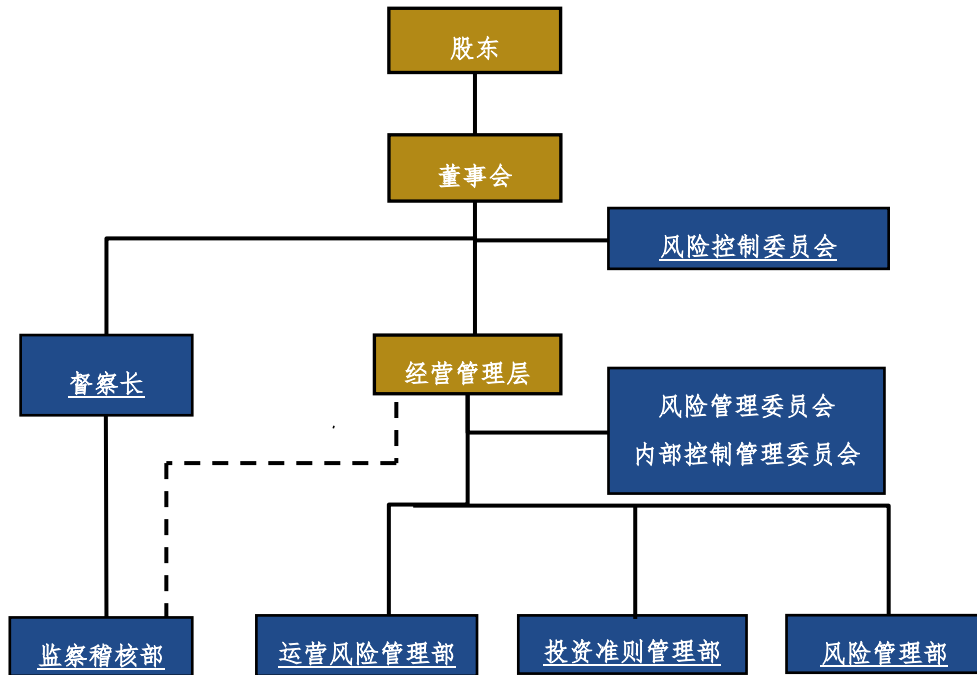 股东
董事会
风险控制委员会
督察长
经营管理层
风险管理委员会
内部控制管理委员会
监察稽核部
运营风险管理部
投资准则管理部
风险管理部